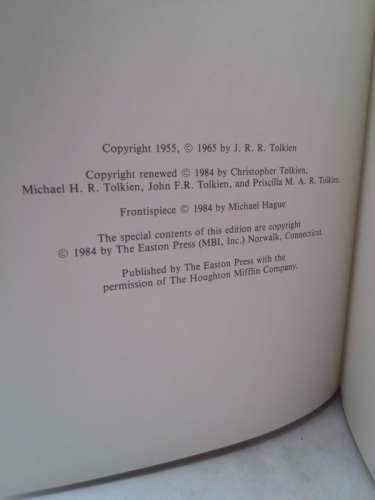 Copyright 1955, © 1965 by J. R. R. Tolkien
Copyright renewed © 1984 by Christopher Tolkien,
Michael H. R. Tolkien, John F.R. Tolkien, and Priscilla M. A. R. Tolkien.
Frontispiece © 1984 by Michael Hague
The special contents of this edition are copyright
© 1984 by The Easton Press (MBI, Inc.) Norwalk, Connecticut.
Published by The Easton Press with the
permission of The Houghton Mifflin Company.